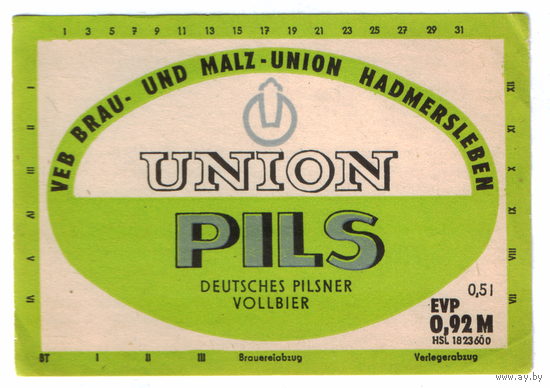 1 3 5 7 9 11 13 15 17 19 21 23 25 27 29 31
VEB BRAU- UND MALZ-UNION HADMERSLEBEN
I II III IV V VI
XII XI X IX VIII VII
UNION
PILS
DEUTSCHES PILSNER
VOLLBIER
0,5 l
EVP
0,92 M
HSL 1823600
BT I II III Brauereiabzug Verlegerabzug
www.ay.by